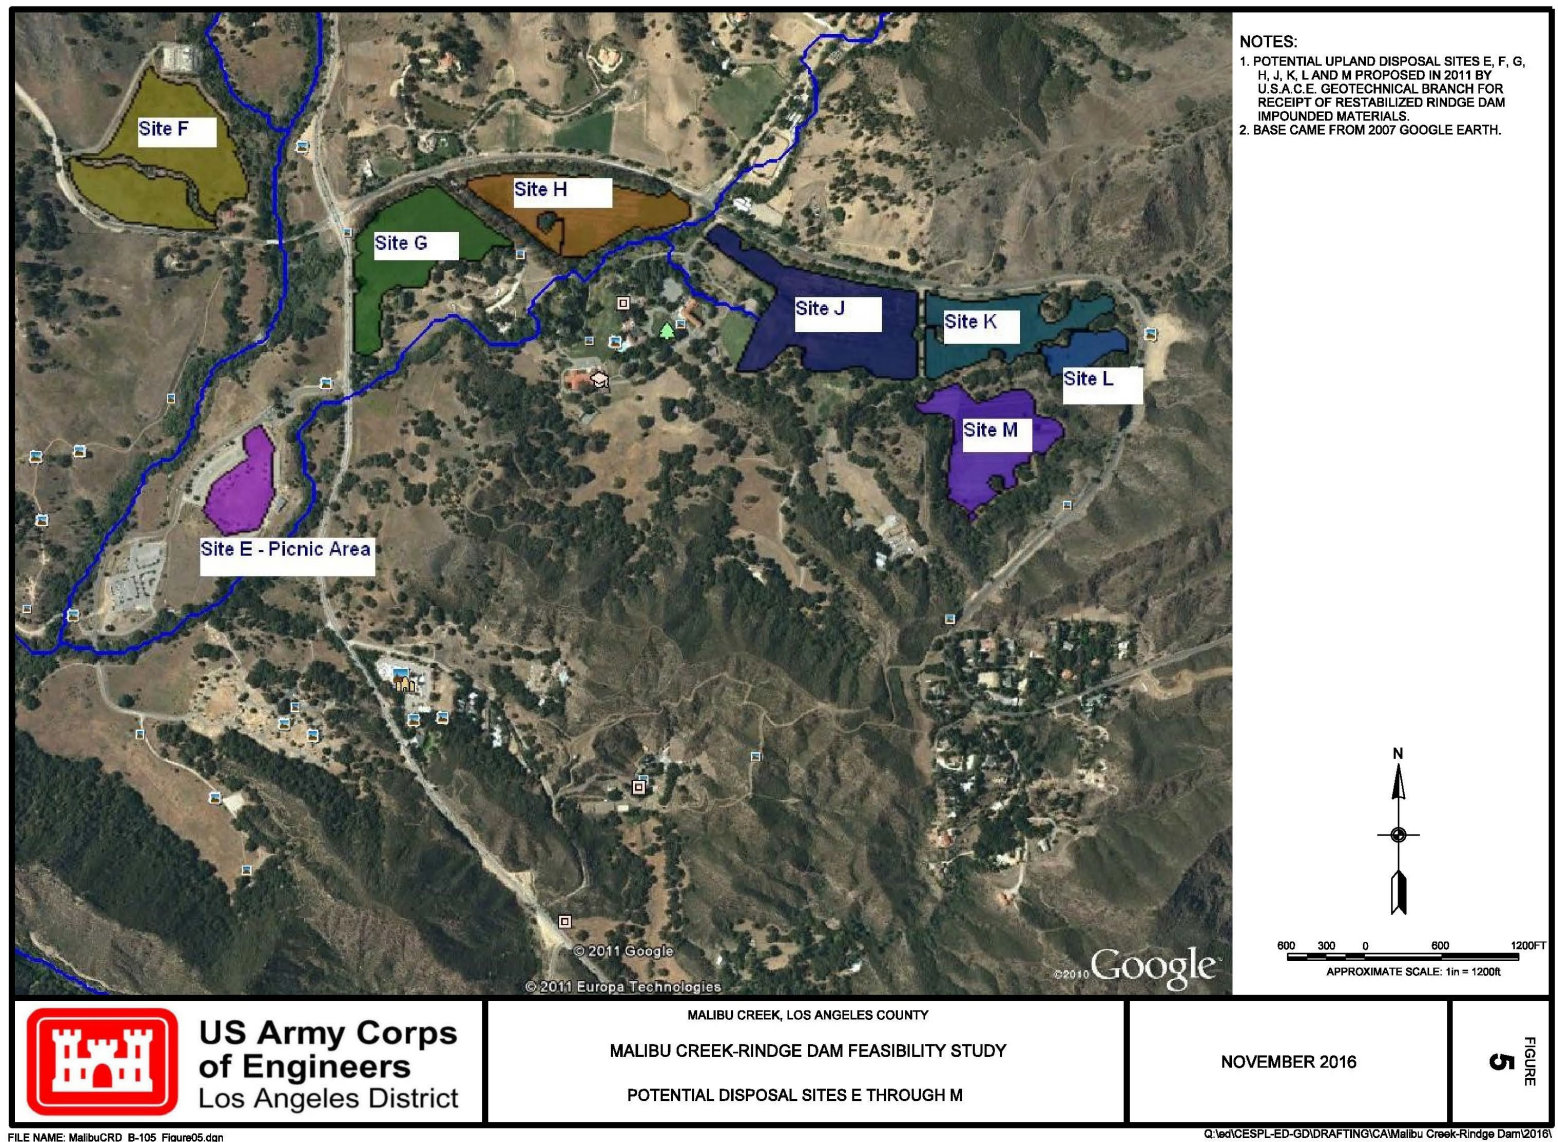 NOTES:
1. POTENTIAL UPLAND DISPOSAL SITES E, F, G,
H, J, K, L AND M PROPOSED IN 2011 BY
U.S.A.C.E. GEOTECHNICAL BRANCH FOR
RECEIPT OF RESTABILIZED RINDGE DAM
IMPOUNDED MATERIALS.
2. BASE CAME FROM 2007 GOOGLE EARTH.
Site F
Site H
Site G
Site J
Site K
Site L
Site M
Site E - Picnic Area
N
600 300 0 600 1200FT
APPROXIMATE SCALE: 1in = 1200ft
© 2011 Google
© 2011 Europa Technologies
©2010 Google
US Army Corps
of Engineers
Los Angeles District
MALIBU CREEK, LOS ANGELES COUNTY
MALIBU CREEK-RINDGE DAM FEASIBILITY STUDY
POTENTIAL DISPOSAL SITES E THROUGH M
NOVEMBER 2016
FIGURE
5
FILE NAME: MalibuCRD_B-105_Figure05.dgn
Q:\ed\CESPL-ED-GD\DRAFTING\CA\Malibu Creek-Rindge Dam\2016\